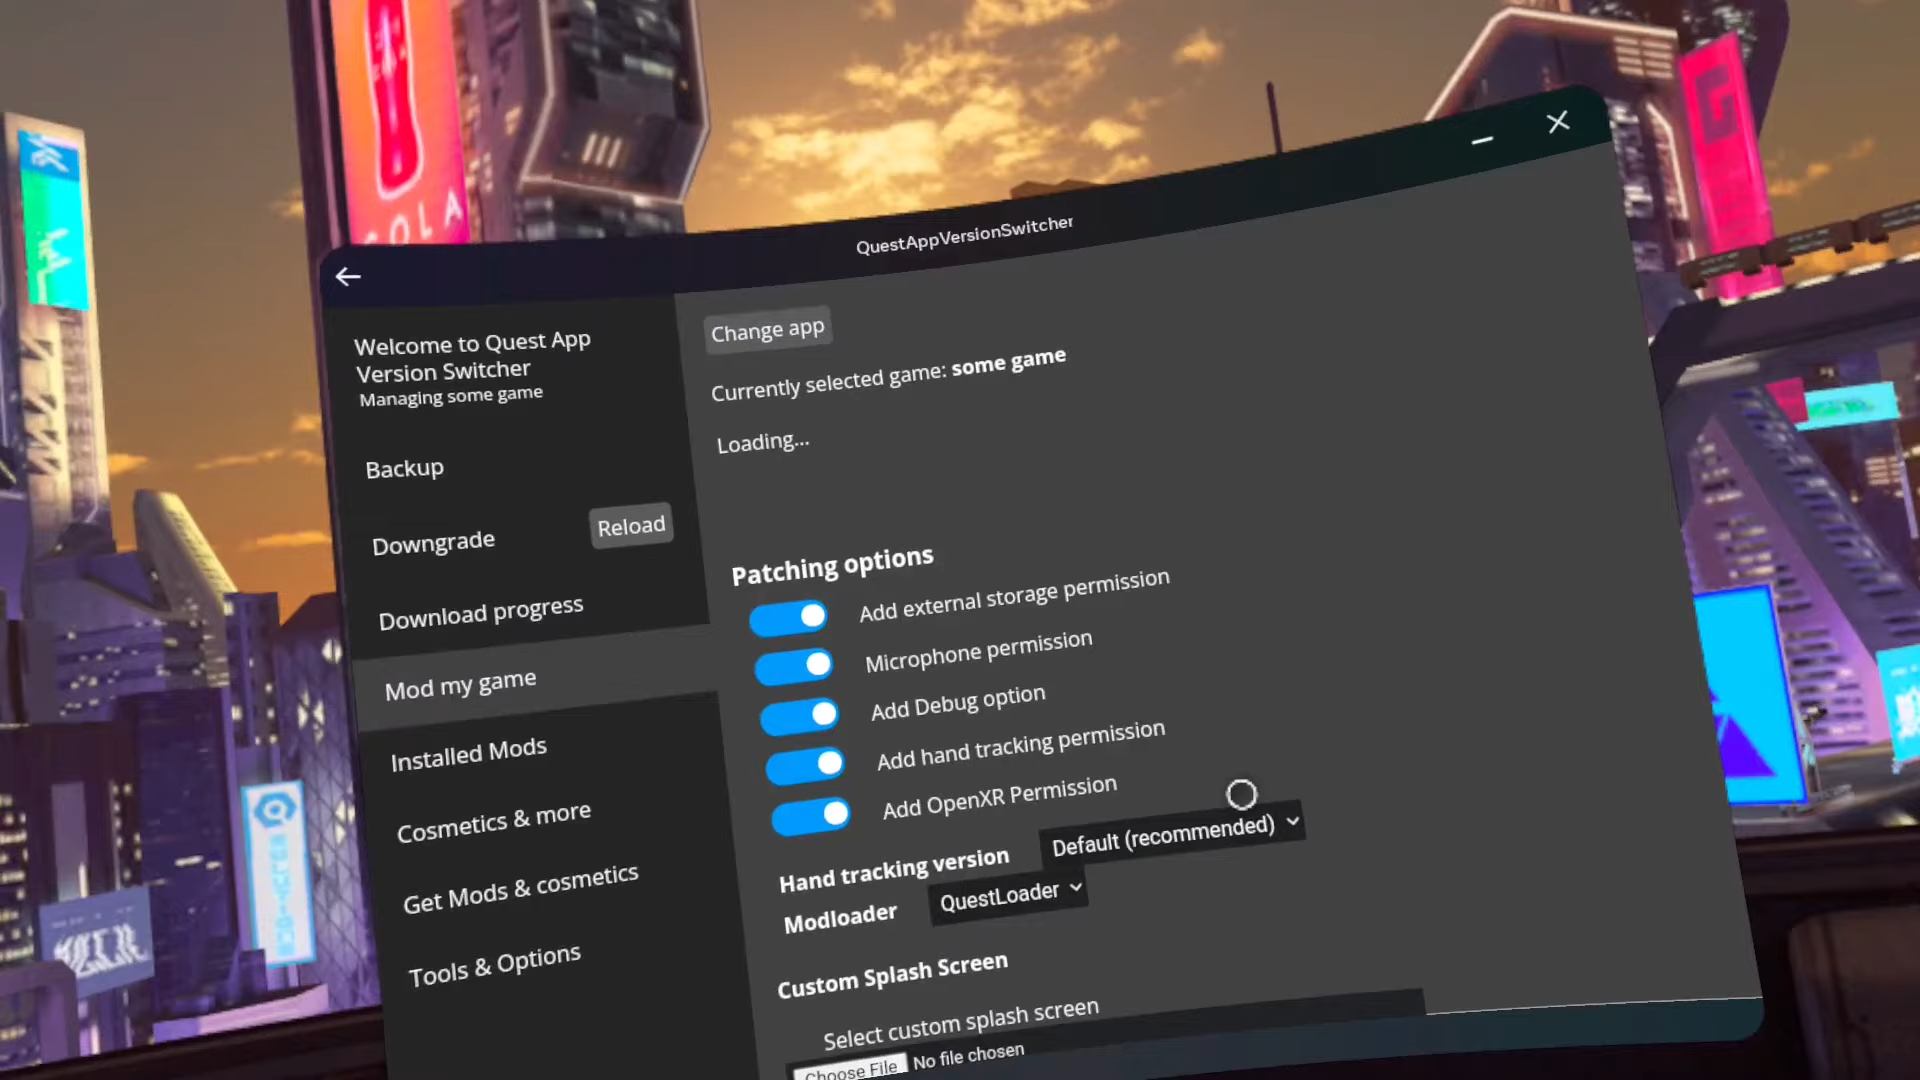 COLA
QuestAppVersionSwitcher
Welcome to Quest App
Version Switcher
Managing some game
Backup
Downgrade
Reload
Download progress
Mod my game
Installed Mods
Cosmetics & more
Get Mods & cosmetics
Tools & Options
Change app
Currently selected game: some game
Loading...
Patching options
Add external storage permission
Microphone permission
Add Debug option
Add hand tracking permission
Add OpenXR Permission
Hand tracking version
Default (recommended)
Modloader
QuestLoader
Custom Splash Screen
Select custom splash screen
Choose File
No file chosen